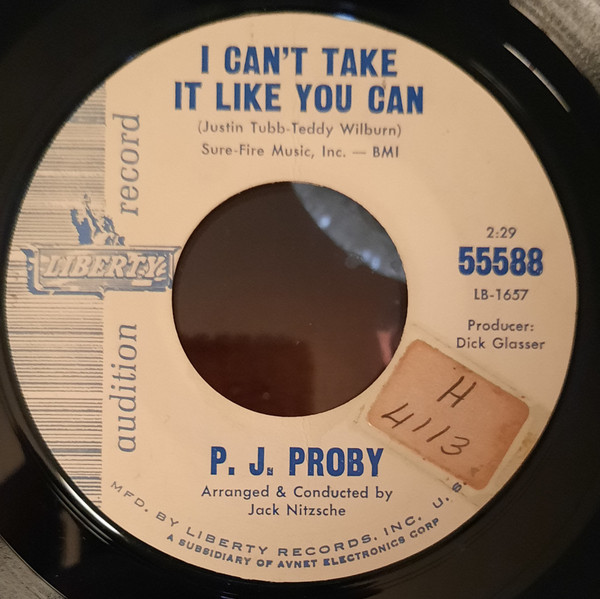 I CAN'T TAKE
IT LIKE YOU CAN
(Justin Tubb-Teddy Wilburn)
Sure-Fire Music, Inc. — BMI
audition record
LIBERTY
2:29
55588
LB-1657
Producer:
Dick Glasser
H
4113
P. J. PROBY
Arranged & Conducted by
Jack Nitzsche
MFD. BY LIBERTY RECORDS, INC. U. S.
A SUBSIDIARY OF AVNET ELECTRONICS CORP